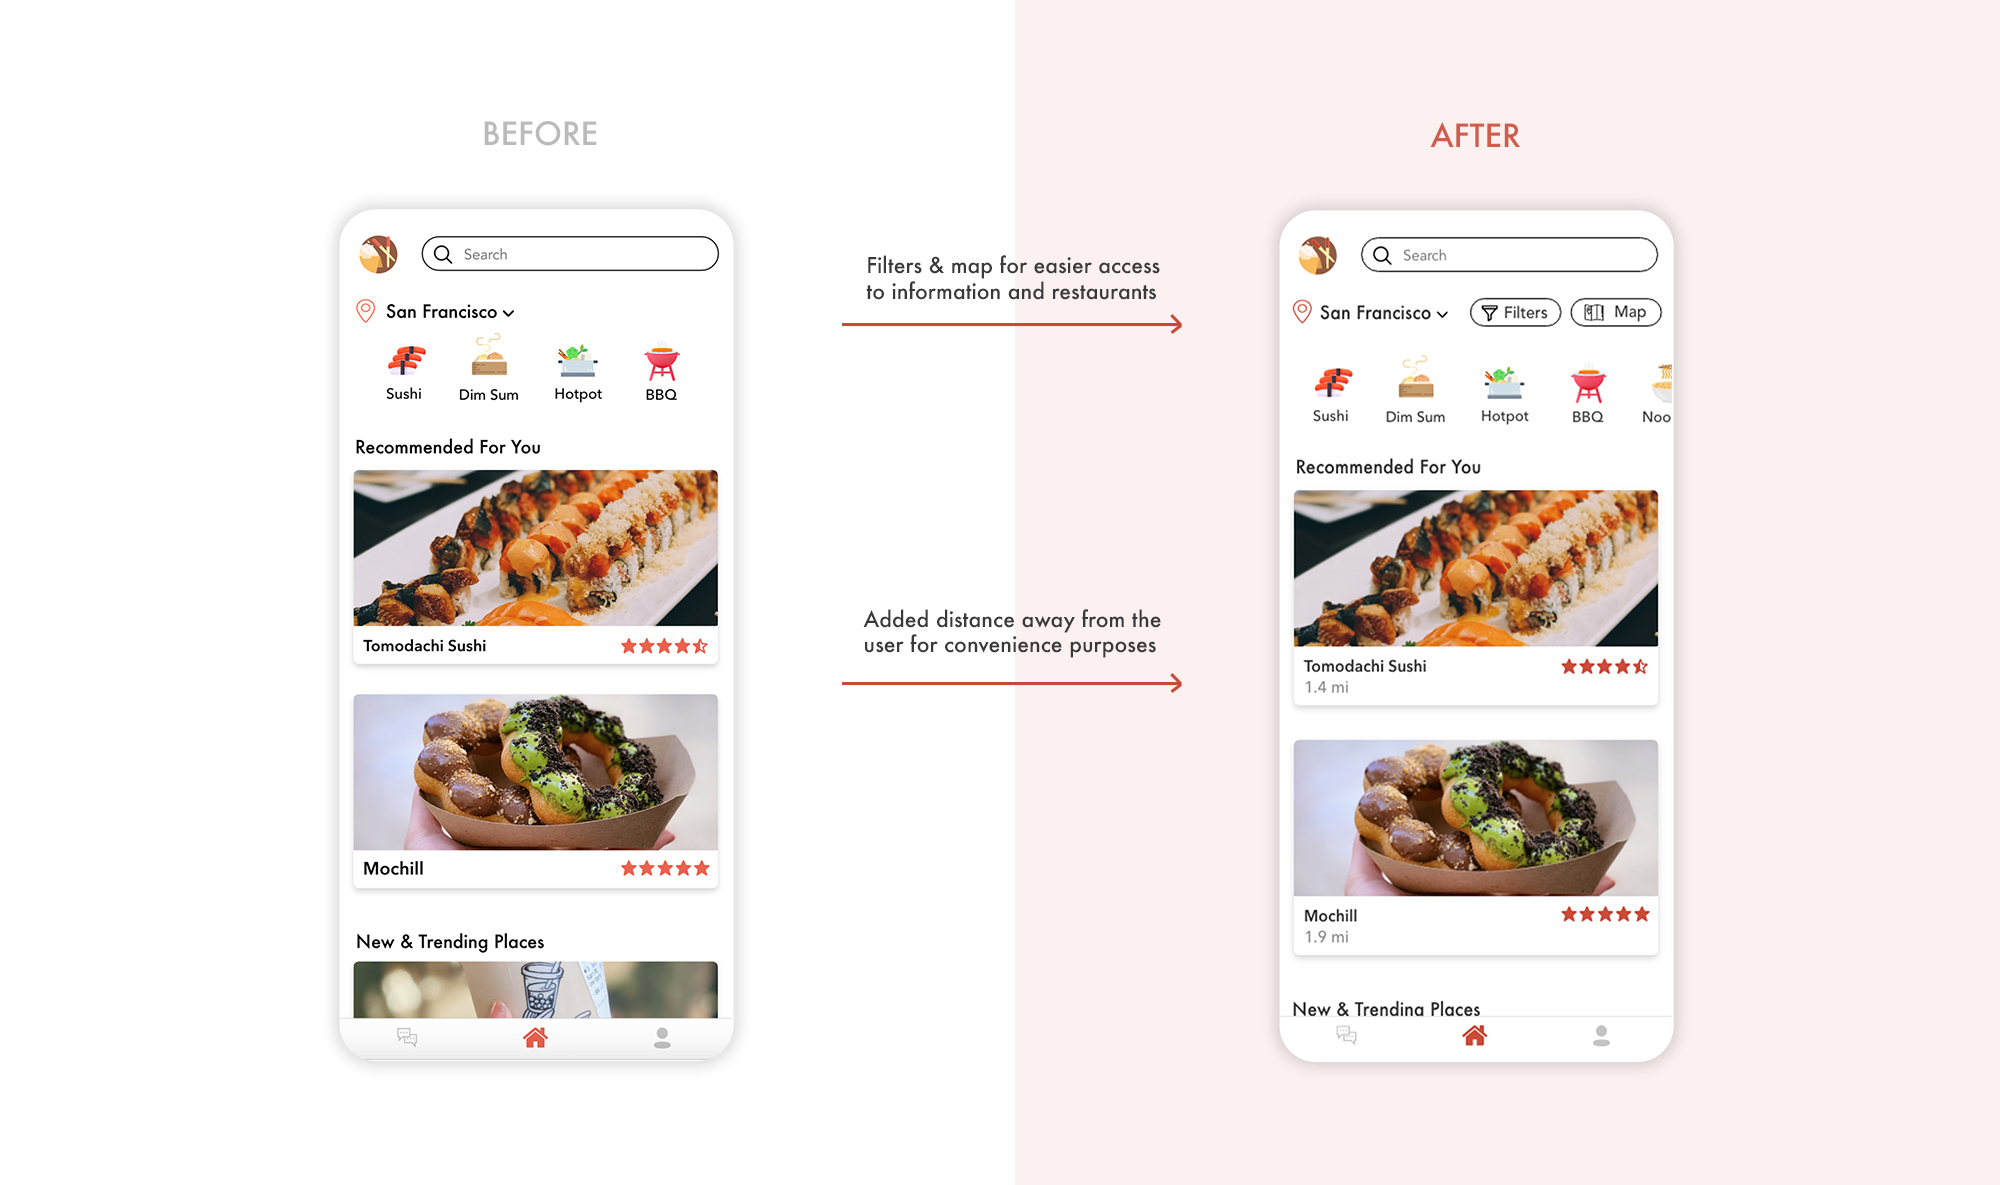 BEFORE
Search
San Francisco
Sushi
Dim Sum
Hotpot
BBQ
Recommended For You
Tomodachi Sushi
Mochill
New & Trending Places
Filters & map for easier access
to information and restaurants
Added distance away from the
user for convenience purposes
AFTER
Search
San Francisco
Filters
Map
Sushi
Dim Sum
Hotpot
BBQ
Noo
Recommended For You
Tomodachi Sushi
1.4 mi
Mochill
1.9 mi
New & Trending Places